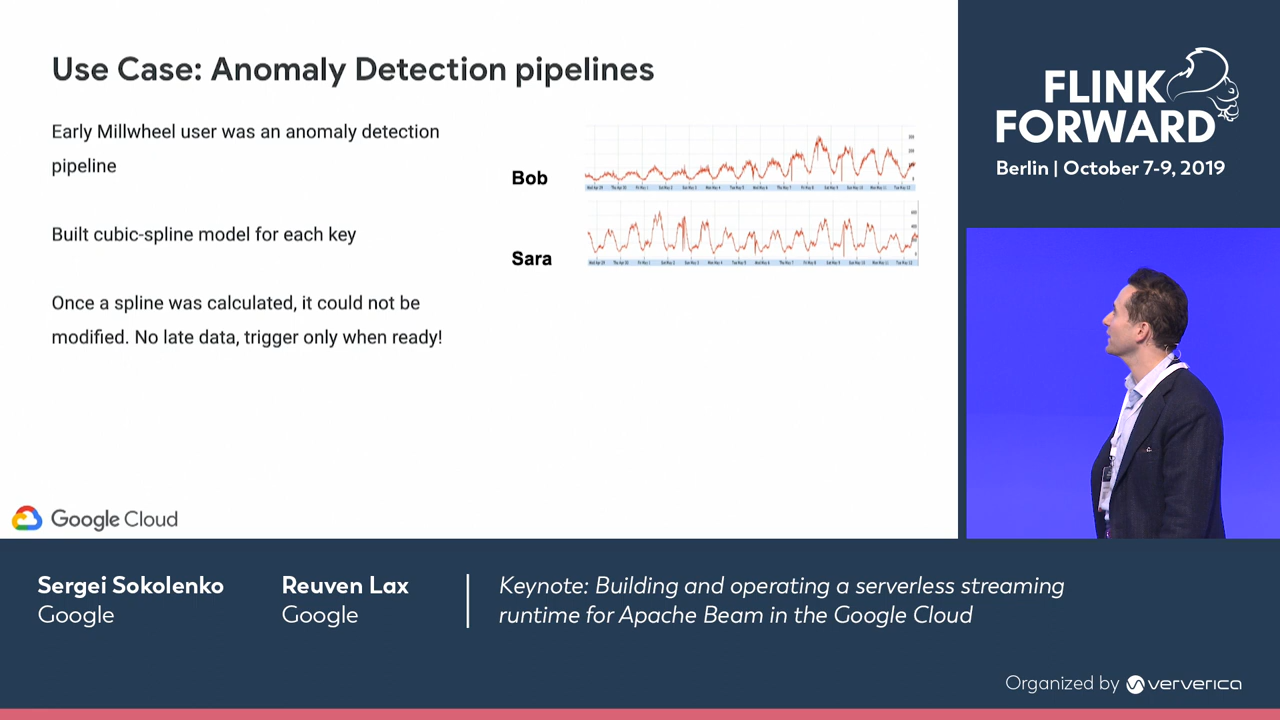 Use Case: Anomaly Detection pipelines
Early Millwheel user was an anomaly detection
pipeline
Built cubic-spline model for each key
Once a spline was calculated, it could not be
modified. No late data, trigger only when ready!
Bob
Sara
Google Cloud
FLINK
FORWARD
Berlin | October 7-9, 2019
Sergei Sokolenko
Google
Reuven Lax
Google
Keynote: Building and operating a serverless streaming
runtime for Apache Beam in the Google Cloud
Organized by ververica